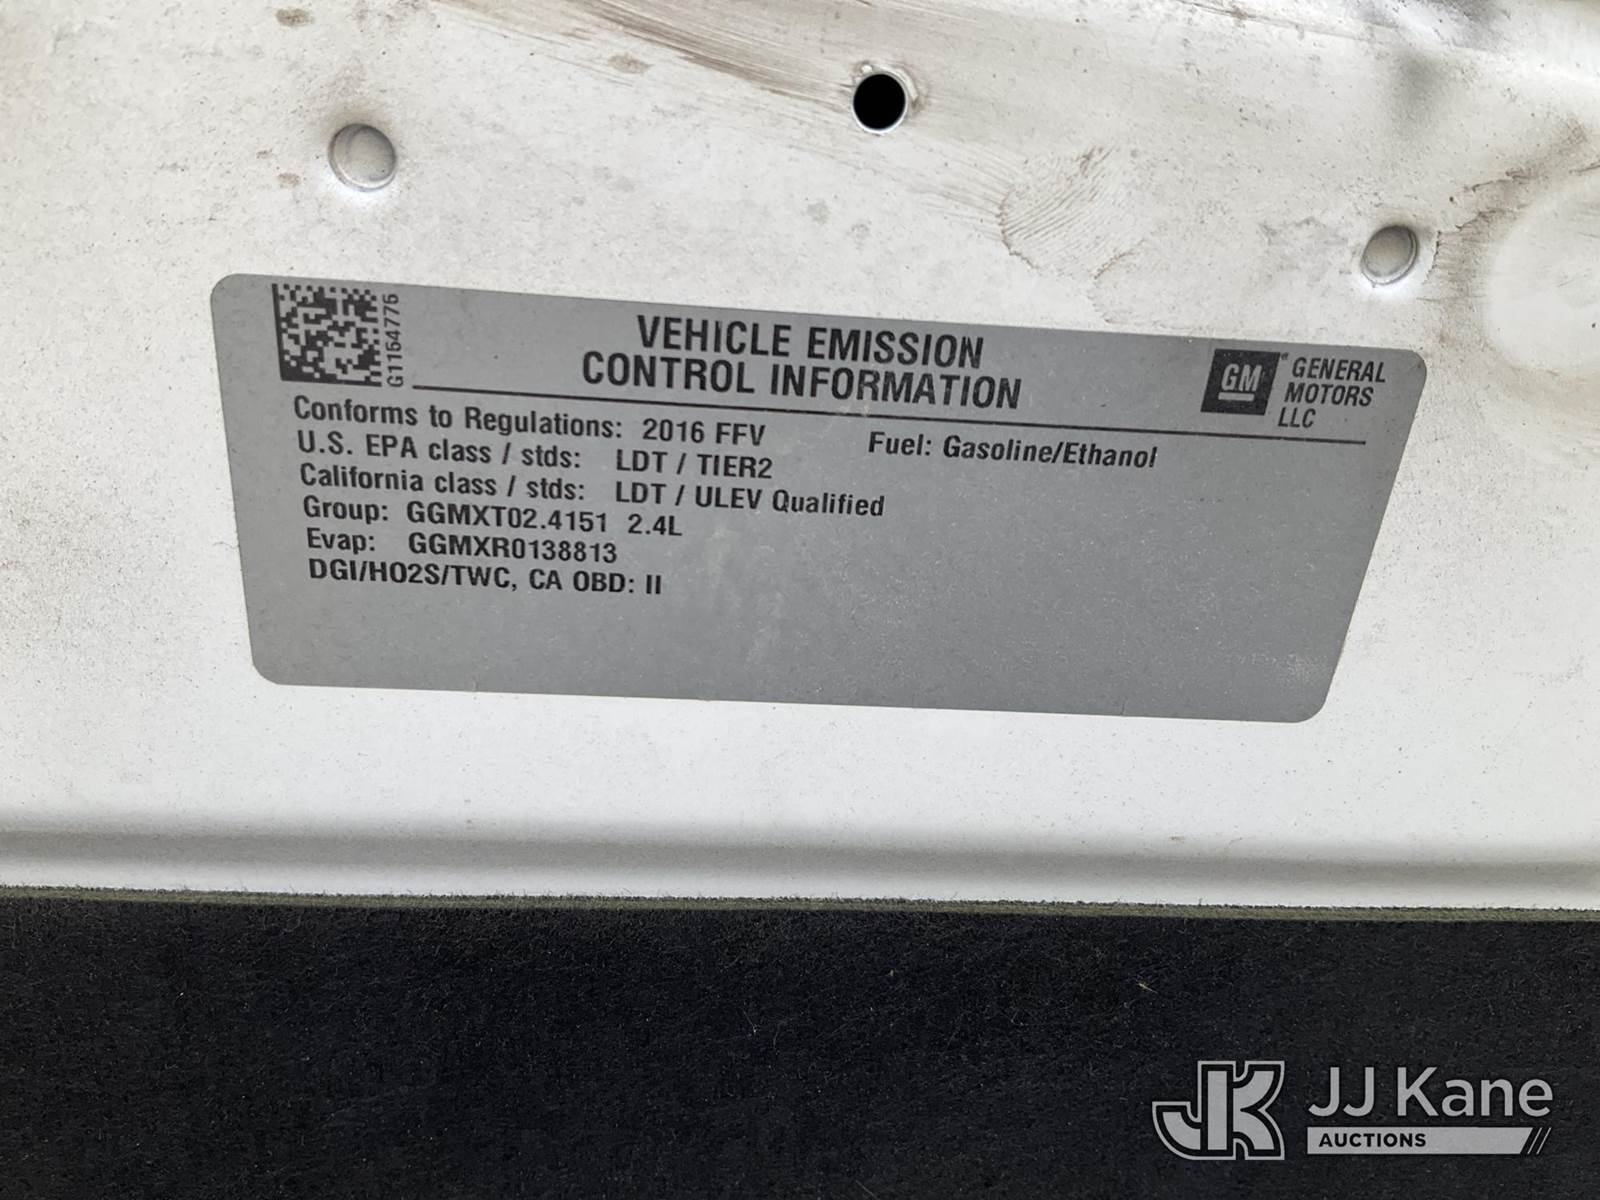 G1154775
VEHICLE EMISSION
CONTROL INFORMATION
GM
GENERAL
MOTORS
LLC
Conforms to Regulations: 2016 FFV
Fuel: Gasoline/Ethanol
U.S. EPA class / stds: LDT / TIER2
California class / stds: LDT / ULEV Qualified
Group: GGMXT02.4151 2.4L
Evap: GGMXR0138813
DGI/HO2S/TWC, CA OBD: II
JK
JJ Kane
AUCTIONS